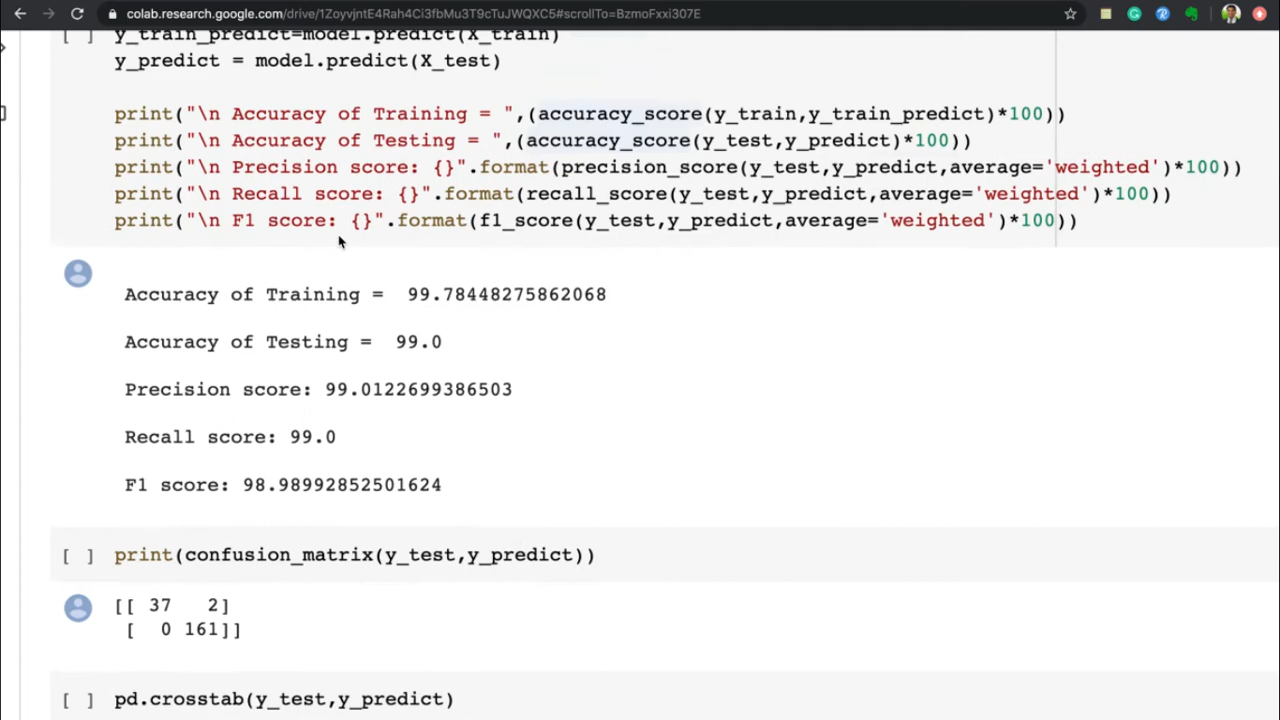 colab.research.google.com/drive/1ZoyvjntE4Rah4Ci3fbMu3T9cTuJWQXC5#scrollTo=BzmoFxxi307E
[ ] y_train_predict=model.predict(X_train)
y_predict = model.predict(X_test)
print("\n Accuracy of Training = ",(accuracy_score(y_train,y_train_predict)*100))
print("\n Accuracy of Testing = ",(accuracy_score(y_test,y_predict)*100))
print("\n Precision score: {}".format(precision_score(y_test,y_predict,average='weighted')*100))
print("\n Recall score: {}".format(recall_score(y_test,y_predict,average='weighted')*100))
print("\n F1 score: {}".format(f1_score(y_test,y_predict,average='weighted')*100))
Accuracy of Training =  99.78448275862068
Accuracy of Testing =  99.0
Precision score: 99.0122699386503
Recall score: 99.0
F1 score: 98.98992852501624
[ ] print(confusion_matrix(y_test,y_predict))
[[ 37   2]
[  0 161]]
[ ] pd.crosstab(y_test,y_predict)